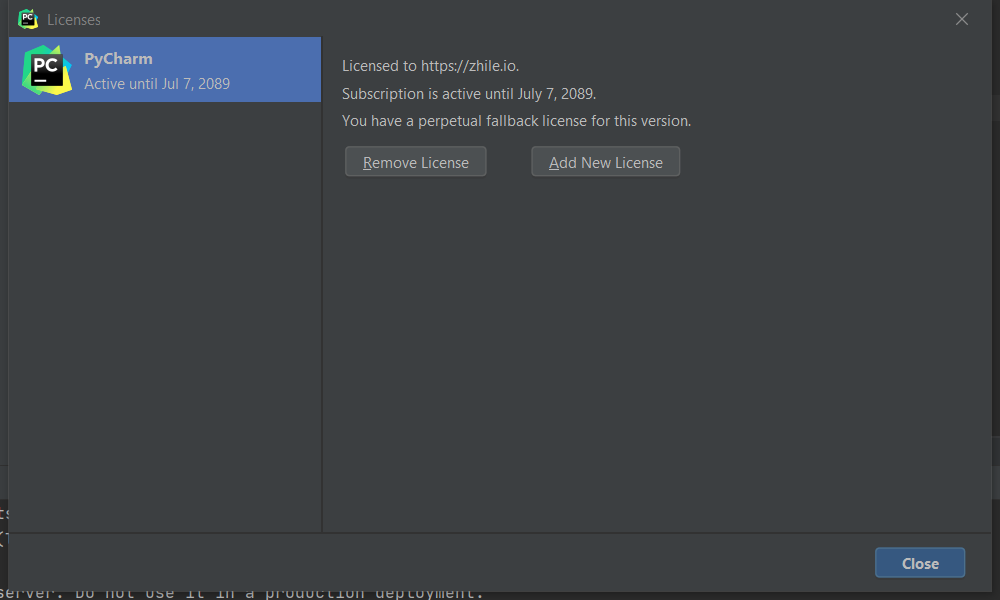 PC
Licenses
PC
PyCharm
Active until Jul 7, 2089
Licensed to https://zhile.io.
Subscription is active until July 7, 2089.
You have a perpetual fallback license for this version.
Remove License
Add New License
Close
server. Do not use it in a production deployment.